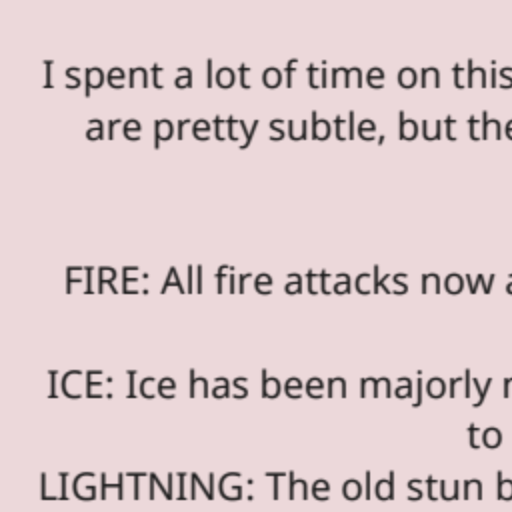 I spent a lot of time on this
are pretty subtle, but
FIRE: All fire attacks now
ICE: Ice has been majorly
to
LIGHTNING: The old stun